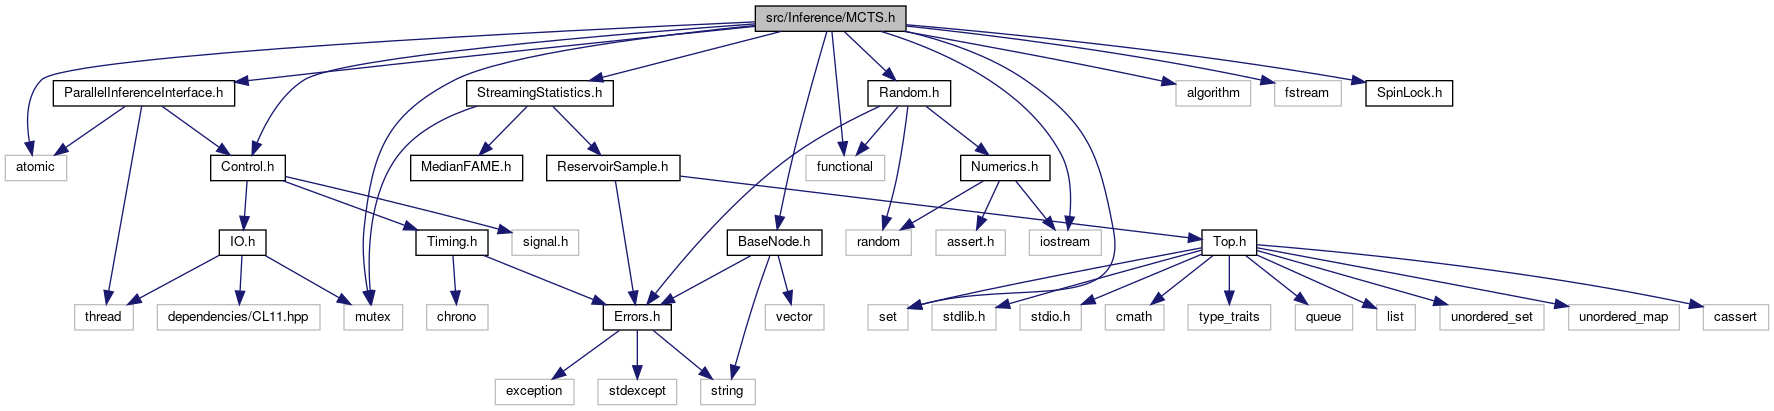 src/Inference/MCTS.h
ParallelInferenceInterface.h
StreamingStatistics.h
Random.h
algorithm
fstream
SpinLock.h
atomic
Control.h
MedianFAME.h
ReservoirSample.h
functional
Numerics.h
IO.h
Timing.h
signal.h
BaseNode.h
random
assert.h
iostream
Top.h
thread
dependencies/CL11.hpp
mutex
chrono
Errors.h
vector
set
stdlib.h
stdio.h
cmath
type_traits
queue
list
unordered_set
unordered_map
cassert
exception
stdexcept
string